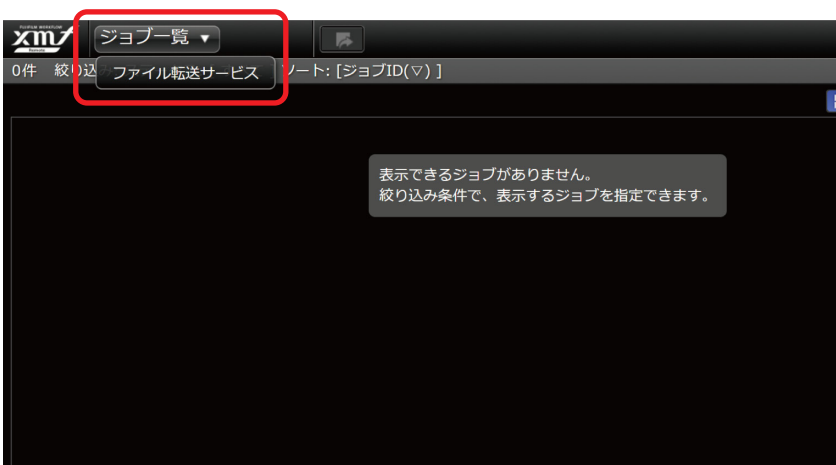 xmf ジョブ一覧 ▼
0件 絞り込 ソート: [ジョブID(▽) ]
ファイル転送サービス
表示できるジョブがありません。
絞り込み条件で、表示するジョブを指定できます。